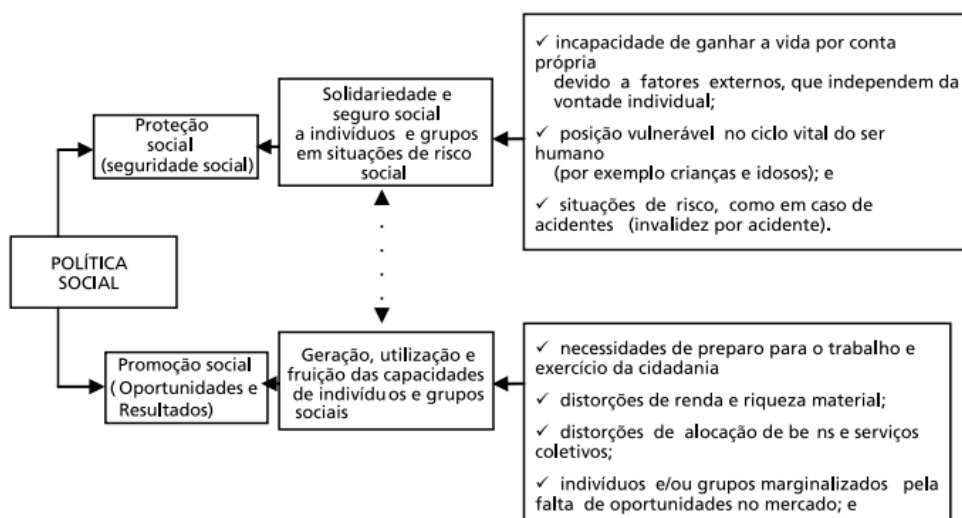 POLÍTICA
SOCIAL
Proteção
social
(seguridade social)
Solidariedade e
seguro social
a indivíduos e grupos
em situações de risco
social
✓ incapacidade de ganhar a vida por conta
própria
devido a fatores externos, que independem da
vontade individual;
✓ posição vulnerável no ciclo vital do ser
humano
(por exemplo crianças e idosos); e
✓ situações de risco, como em caso de
acidentes (invalidez por acidente).
Promoção social
( Oportunidades e
Resultados)
Geração, utilização e
fruição das capacidades
de indivíduos e grupos
sociais
✓ necessidades de preparo para o trabalho e
exercício da cidadania
✓ distorções de renda e riqueza material;
✓ distorções de alocação de be ns e serviços
coletivos;
✓ indivíduos e/ou grupos marginalizados pela
falta de oportunidades no mercado; e